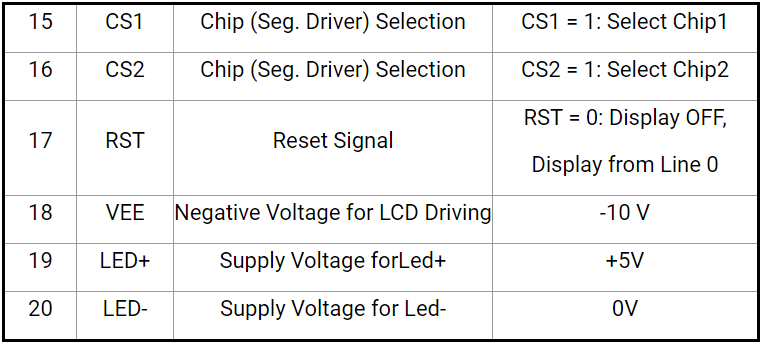 15 CS1 Chip (Seg. Driver) Selection CS1 = 1: Select Chip1
16 CS2 Chip (Seg. Driver) Selection CS2 = 1: Select Chip2
17 RST Reset Signal RST = 0: Display OFF,
Display from Line 0
18 VEE Negative Voltage for LCD Driving -10 V
19 LED+ Supply Voltage forLed+ +5V
20 LED- Supply Voltage for Led- 0V